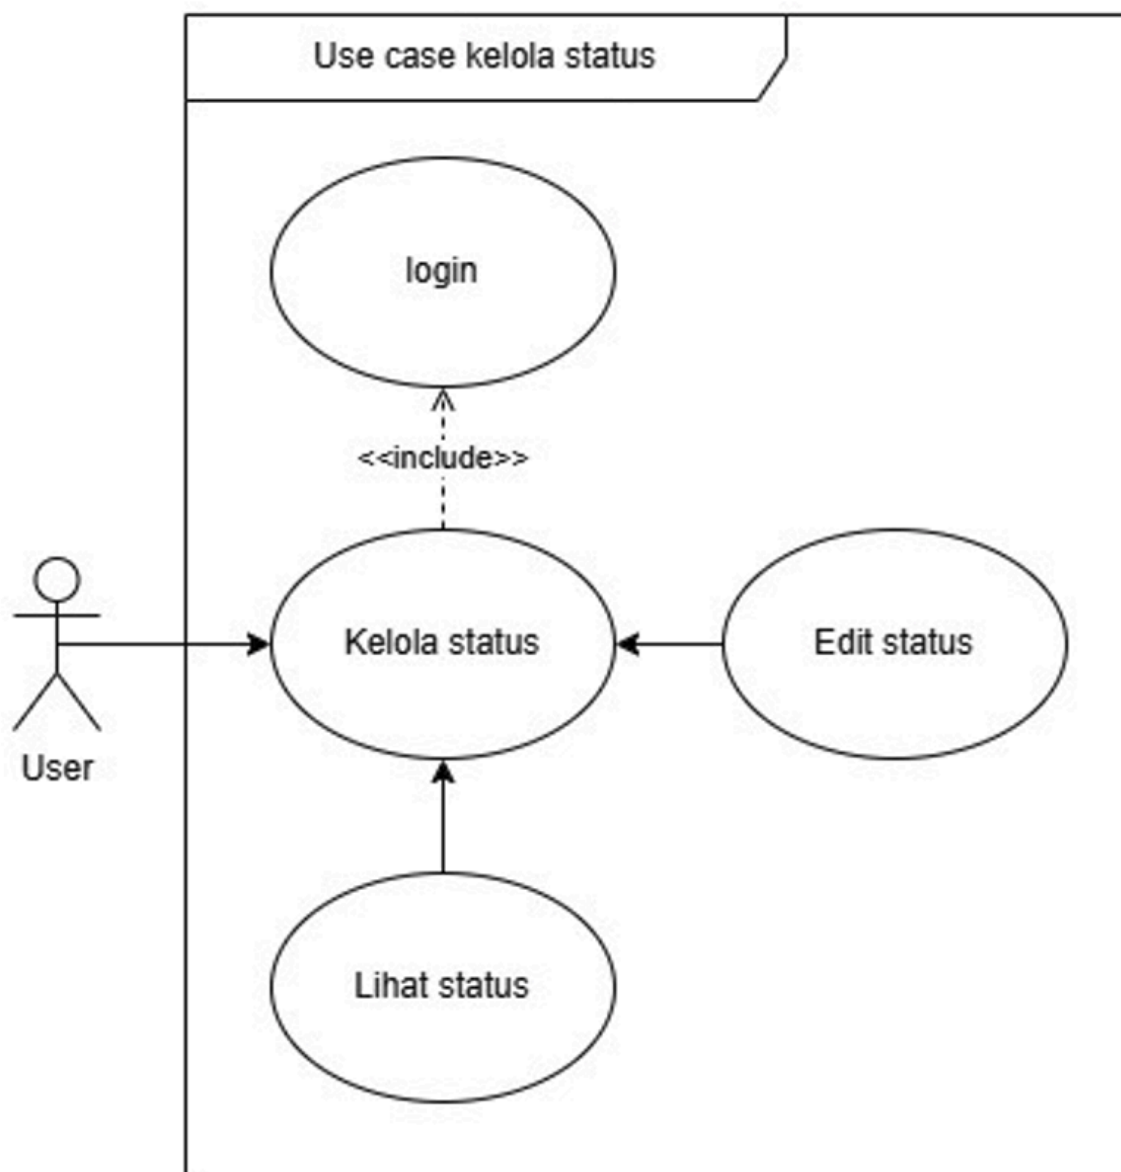 Use case kelola status
login
<<include>>
Kelola status
Edit status
User
Lihat status